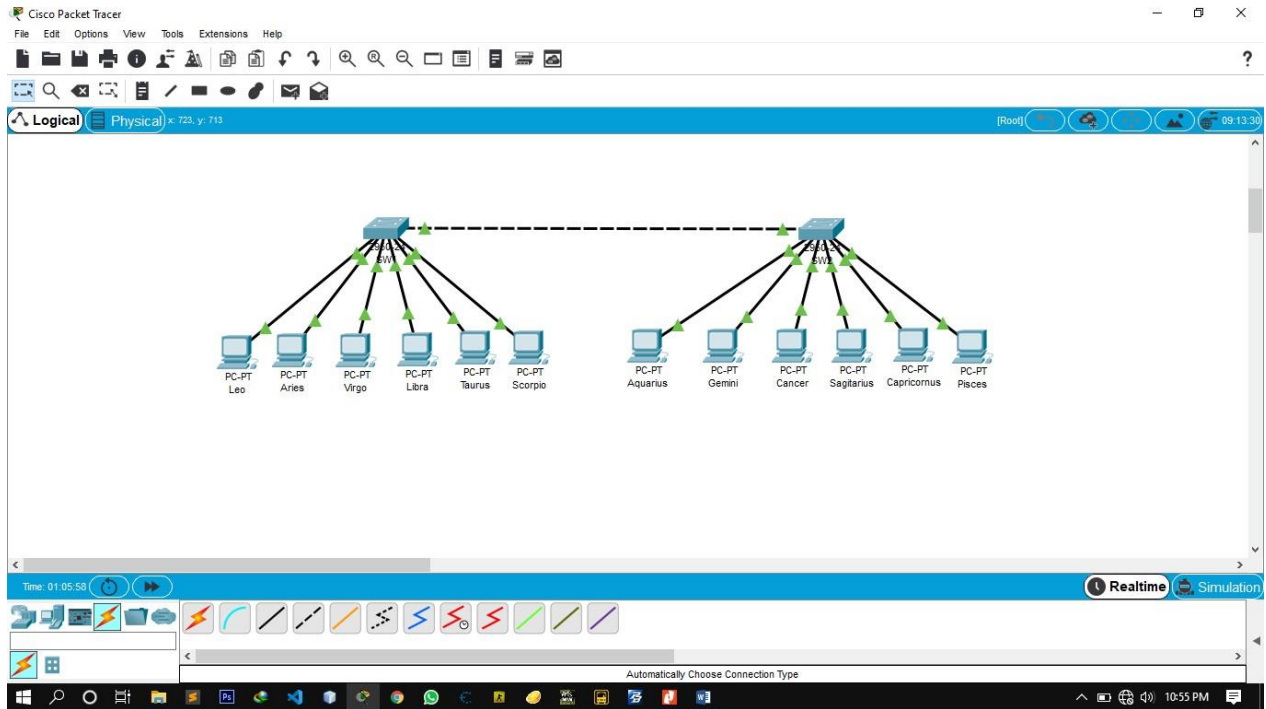 Cisco Packet Tracer
File Edit Options View Tools Extensions Help
?
Logical Physical x: 723, y: 713 [Root] 09:13:30
2950-24
SW1
2950-24
SW2
PC-PT
Leo
PC-PT
Aries
PC-PT
Virgo
PC-PT
Libra
PC-PT
Taurus
PC-PT
Scorpio
PC-PT
Aquarius
PC-PT
Gemini
PC-PT
Cancer
PC-PT
Sagitarius
PC-PT
Capricornus
PC-PT
Pisces
Time: 01:05:58 Realtime Simulation
Automatically Choose Connection Type
10:55 PM